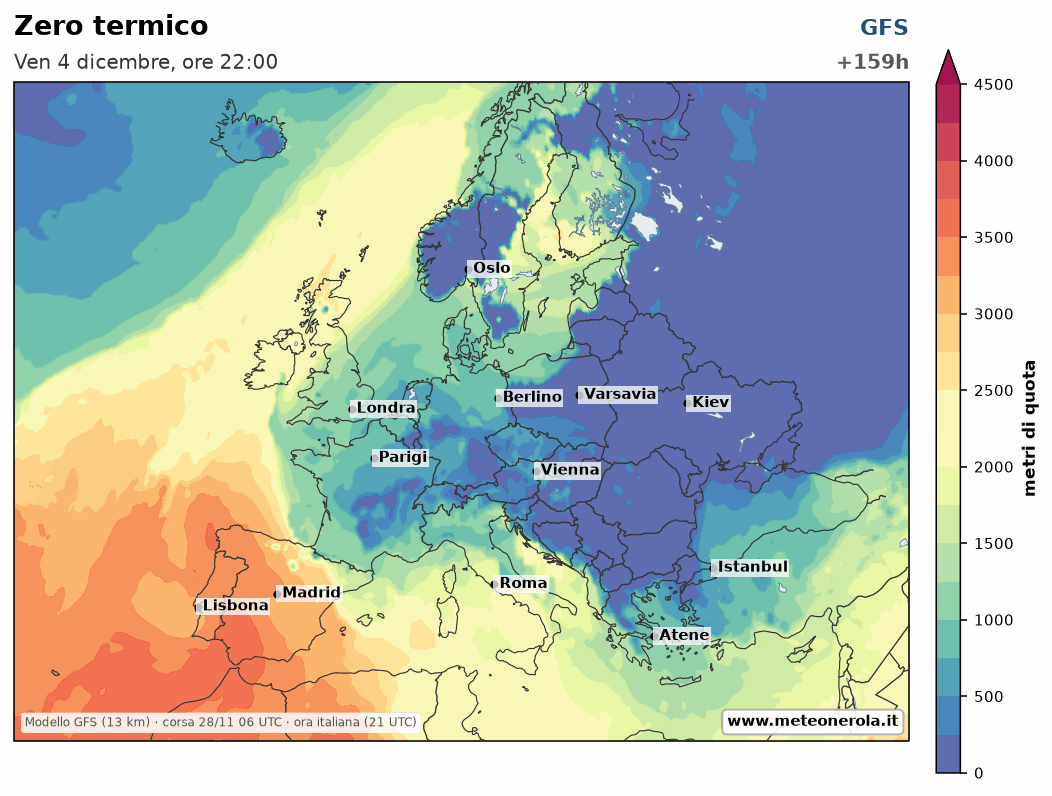 Zero termico
GFS
Ven 4 dicembre, ore 22:00
+159h
4500
4000
3500
3000
2500
2000
1500
1000
500
0
metri di quota
Oslo
Berlino
Varsavia
Kiev
Londra
Parigi
Vienna
Istanbul
Roma
Madrid
Lisbona
Atene
Modello GFS (13 km) · corsa 28/11 06 UTC · ora italiana (21 UTC)
www.meteonerola.it